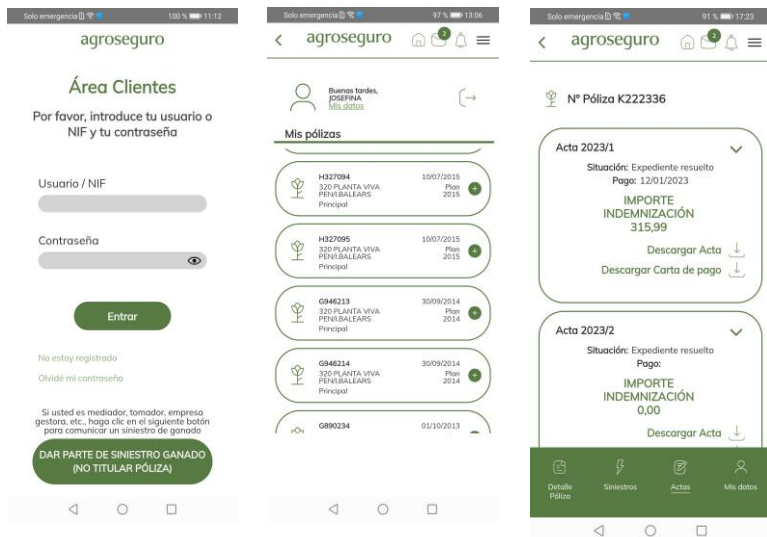 Solo emergencia 100 % 11:12
agroseguro
Área Clientes
Por favor, introduce tu usuario o
NIF y tu contraseña
Usuario / NIF
Contraseña
Entrar
No estoy registrado
Olvidé mi contraseña
Si usted es mediador, tomador, empresa
gestora, etc., haga clic en el siguiente botón
para comunicar un siniestro de ganado
DAR PARTE DE SINIESTRO GANADO
(NO TITULAR PÓLIZA)
Solo emergencia 97 % 13:06
agroseguro 2
Buenas tardes,
JOSEFINA
Mis datos
Mis pólizas
H327094 10/07/2015
320 PLANTA VIVA Plan
PEN/I.BALEARS 2015
Principal
H327095 10/07/2015
320 PLANTA VIVA Plan
PEN/I.BALEARS 2015
Principal
G946213 30/09/2014
320 PLANTA VIVA Plan
PEN/I.BALEARS 2014
Principal
G946214 30/09/2014
320 PLANTA VIVA Plan
PEN/I.BALEARS 2014
Principal
G890234 01/10/2013
Solo emergencia 91 % 17:23
agroseguro 2
Nº Póliza K222336
Acta 2023/1
Situación: Expediente resuelto
Pago: 12/01/2023
IMPORTE
INDEMNIZACIÓN
315,99
Descargar Acta
Descargar Carta de pago
Acta 2023/2
Situación: Expediente resuelto
Pago:
IMPORTE
INDEMNIZACIÓN
0,00
Descargar Acta
Detalle Póliza
Siniestros
Actas
Mis datos